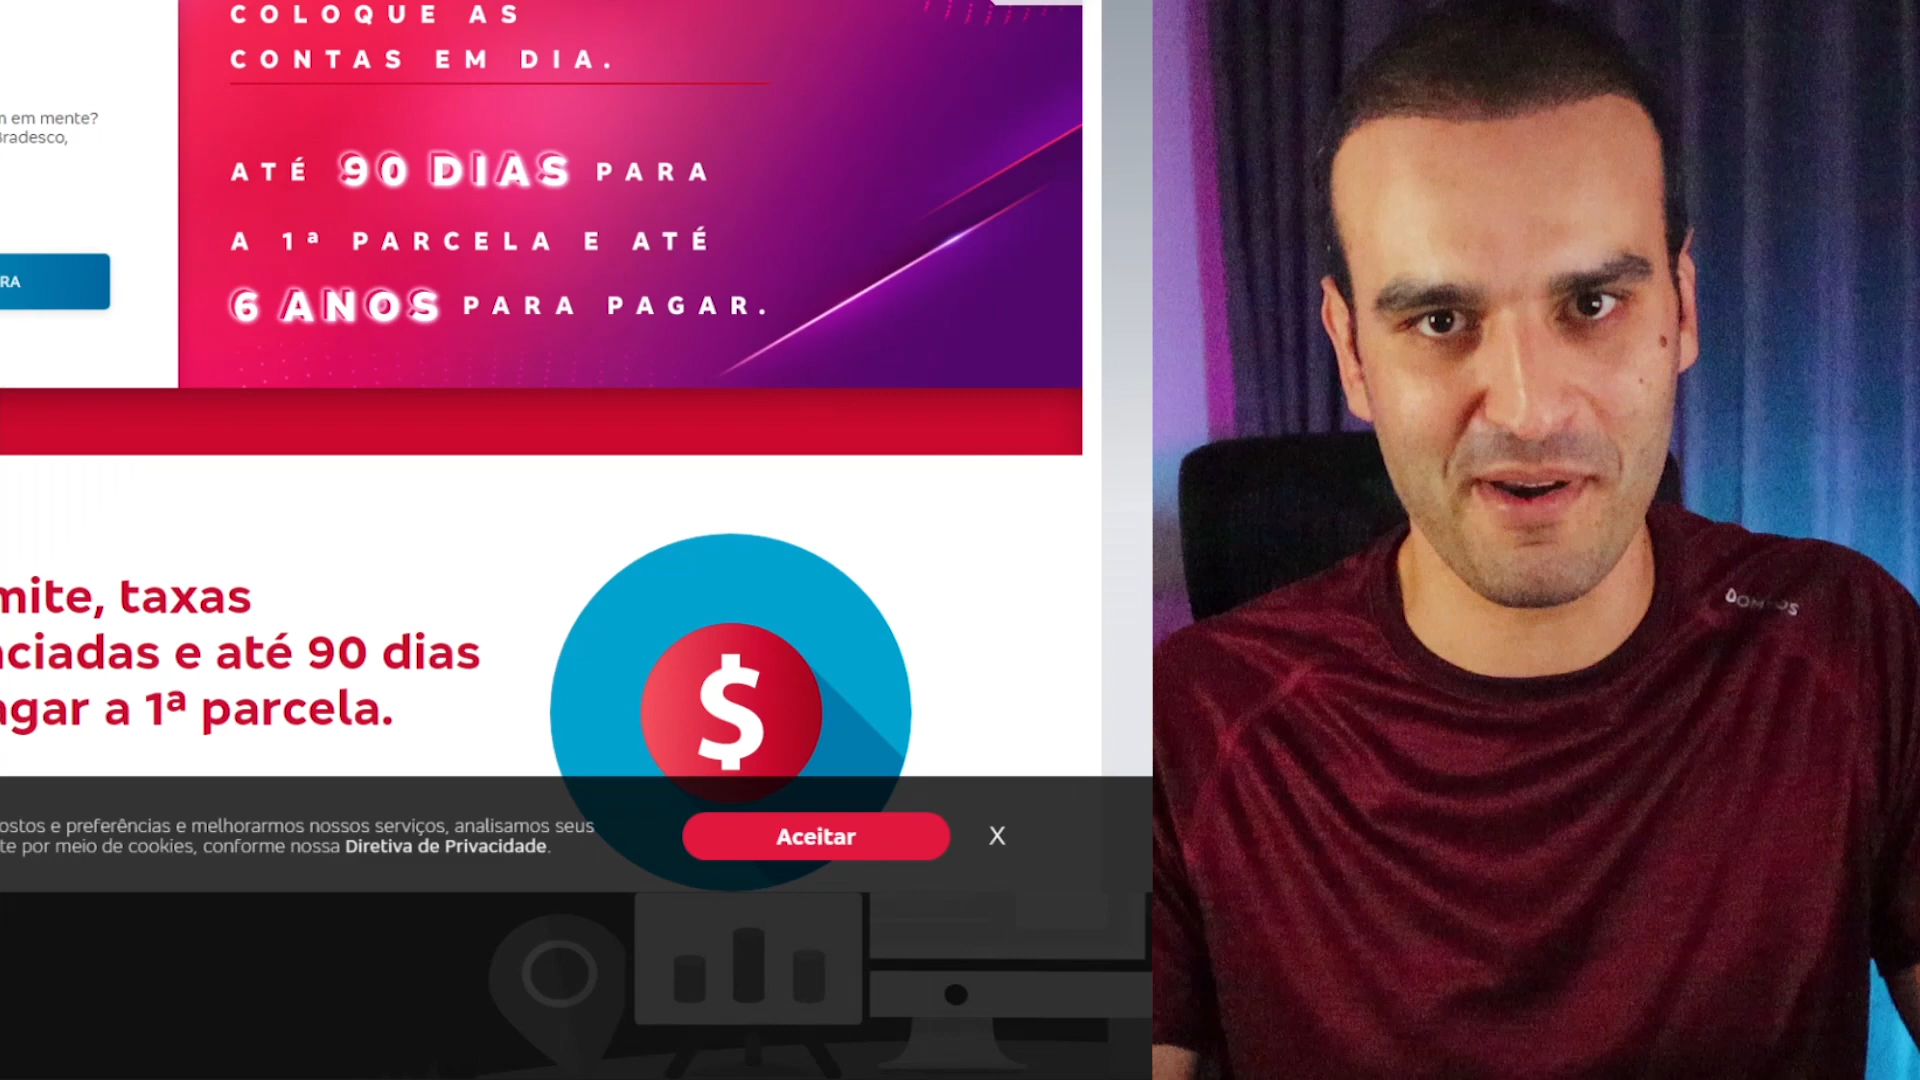 COLOQUE AS
CONTAS EM DIA.
em mente?
Bradesco,
ATÉ 90 DIAS PARA
A 1ª PARCELA E ATÉ
RA
6 ANOS PARA PAGAR.
mite, taxas
nciadas e até 90 dias
agar a 1ª parcela.
ostos e preferências e melhorarmos nossos serviços, analisamos seus
te por meio de cookies, conforme nossa Diretiva de Privacidade.
Aceitar
X